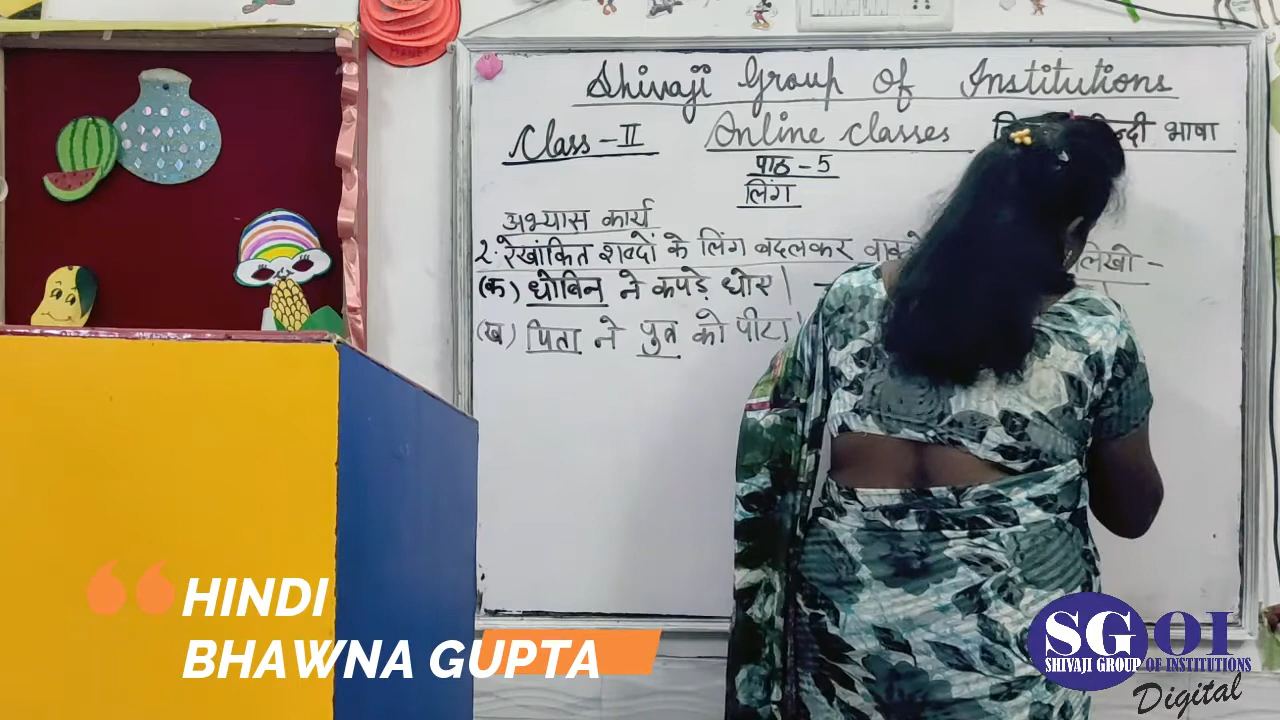 Shivaji Group Of Institutions
Class - II Online classes हिन्दी भाषा
पाठ - 5
लिंग
अभ्यास कार्य
2. रेखांकित शब्दों के लिंग बदलकर लिखो -
(क) धोबिन ने कपड़े धोए।
(ख) पिता ने पुत्र को पीटा।
HINDI
BHAWNA GUPTA
SGOI
SHIVAJI GROUP OF INSTITUTIONS
Digital